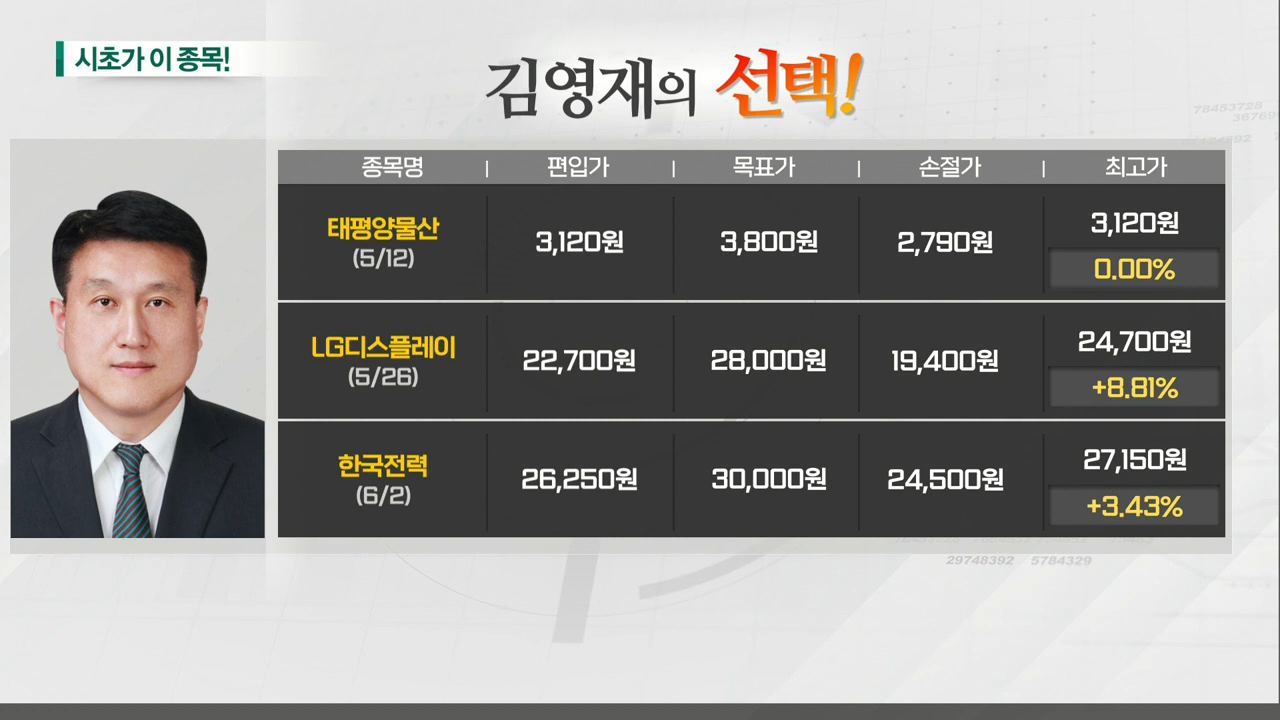 시초가 이 종목!
김영재의 선택!
종목명 | 편입가 | 목표가 | 손절가 | 최고가
태평양물산
(5/12)
3,120원
3,800원
2,790원
3,120원
0.00%
LG디스플레이
(5/26)
22,700원
28,000원
19,400원
24,700원
+8.81%
한국전력
(6/2)
26,250원
30,000원
24,500원
27,150원
+3.43%
78453728
29748392 5784329